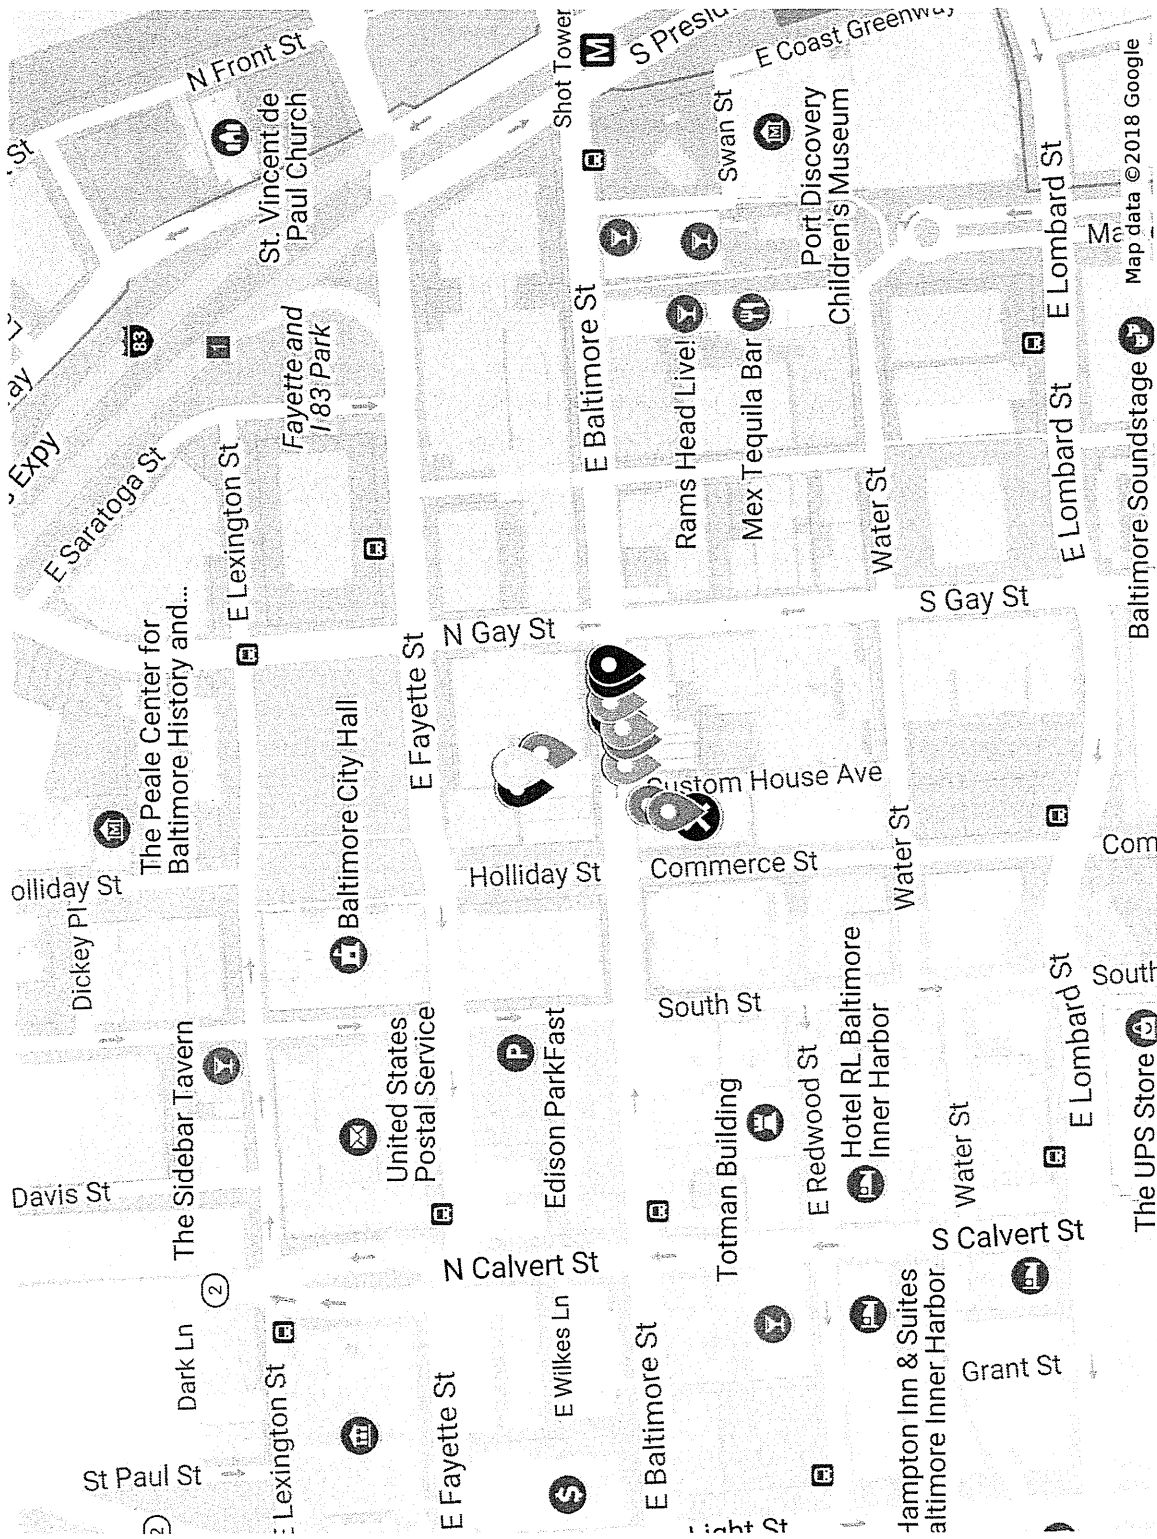 St
Expy
ay
N Front St
olliday St
Davis St
Dickey Pl
E Saratoga St
83
St Paul St
2
Dark Ln
2
The Sidebar Tavern
The Peale Center for
Baltimore History and...
E Lexington St
1
St. Vincent de
Paul Church
E Lexington St
Fayette and
I 83 Park
Baltimore City Hall
United States
Postal Service
E Fayette St
E Fayette St
N Calvert St
Holliday St
N Gay St
P
Edison ParkFast
E Wilkes Ln
$
E Baltimore St
E Baltimore St
Shot Tower
M
S Presid
South St
Commerce St
Custom House Ave
Rams Head Live!
Mex Tequila Bar
Swan St
E Coast Greenway
Port Discovery
Children's Museum
Totman Building
Light St
E Redwood St
Hotel RL Baltimore
Inner Harbor
Water St
Water St
Water St
Hampton Inn & Suites
altimore Inner Harbor
S Calvert St
S Gay St
Grant St
E Lombard St
E Lombard St
E Lombard St
South
Com
Ma
The UPS Store
Baltimore Soundstage
Map data ©2018 Google